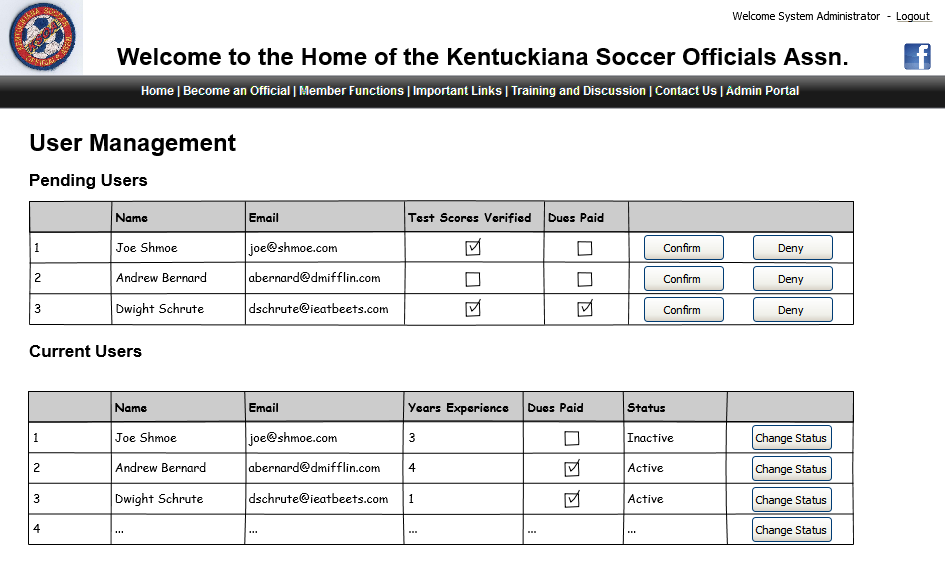 KENTUCKIANA SOCCER
Welcome System Administrator - Logout
Welcome to the Home of the Kentuckiana Soccer Officials Assn.
f
Home | Become an Official | Member Functions | Important Links | Training and Discussion | Contact Us | Admin Portal
User Management
Pending Users
Name Email Test Scores Verified Dues Paid
1 Joe Shmoe joe@shmoe.com Confirm Deny
2 Andrew Bernard abernard@dmifflin.com Confirm Deny
3 Dwight Schrute dschrute@ieatbeets.com Confirm Deny
Current Users
Name Email Years Experience Dues Paid Status
1 Joe Shmoe joe@shmoe.com 3 Inactive Change Status
2 Andrew Bernard abernard@dmifflin.com 4 Active Change Status
3 Dwight Schrute dschrute@ieatbeets.com 1 Active Change Status
4 ... ... ... ... ... Change Status